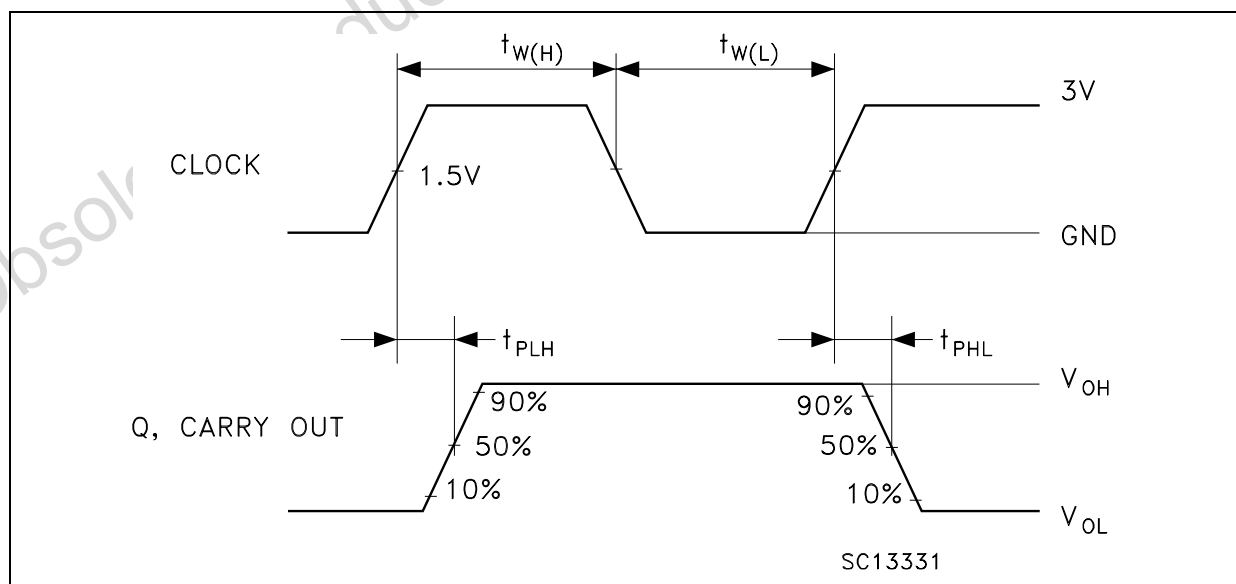 tW(H)
tW(L)
3V
CLOCK
1.5V
GND
tPLH
tPHL
VOH
90%
90%
Q, CARRY OUT
50%
50%
10%
10%
VOL
SC13331